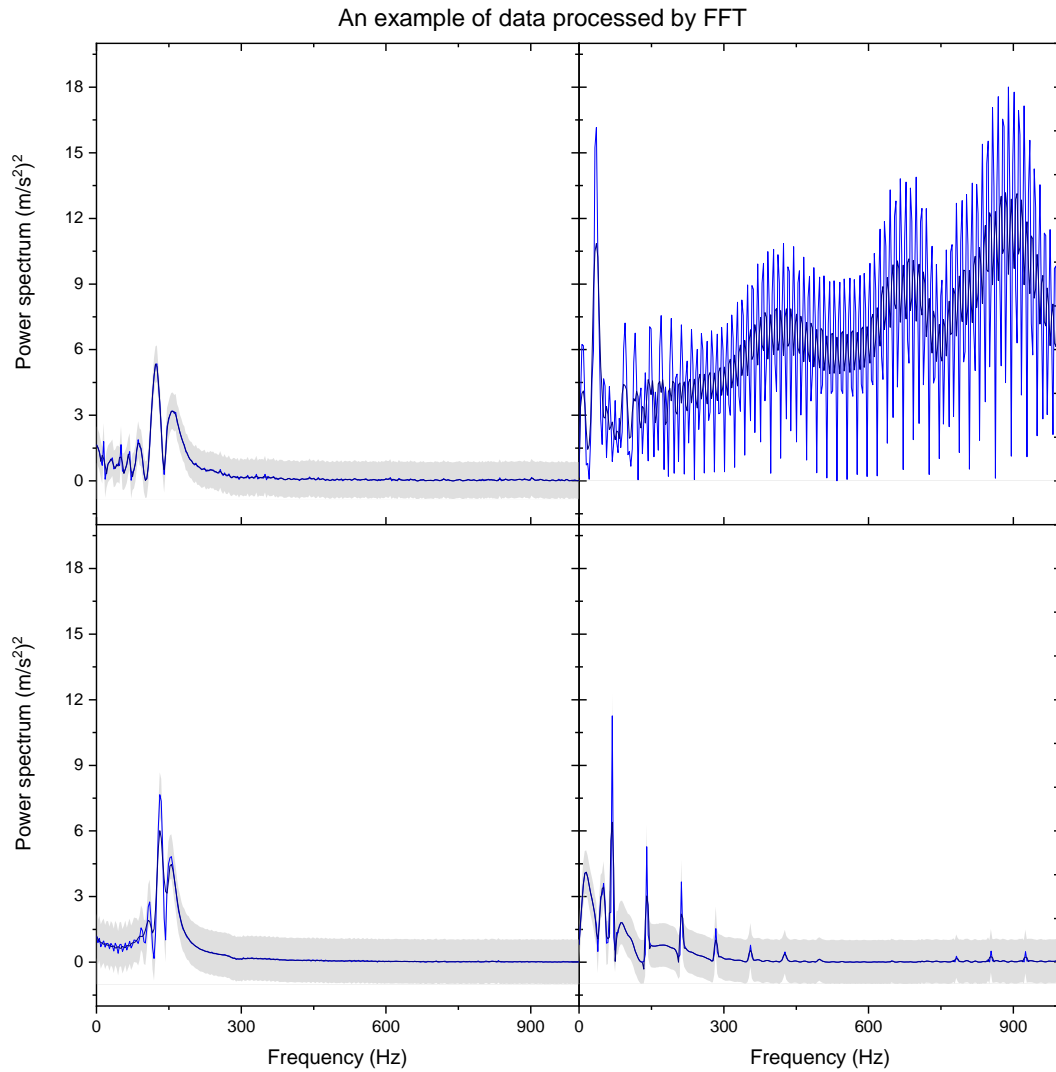 An example of data processed by FFT
18
15
12
9
6
3
0
Power spectrum (m/s²)²
18
15
12
9
6
3
0
Power spectrum (m/s²)²
0 300 600 900 0 300 600 900
Frequency (Hz) Frequency (Hz)